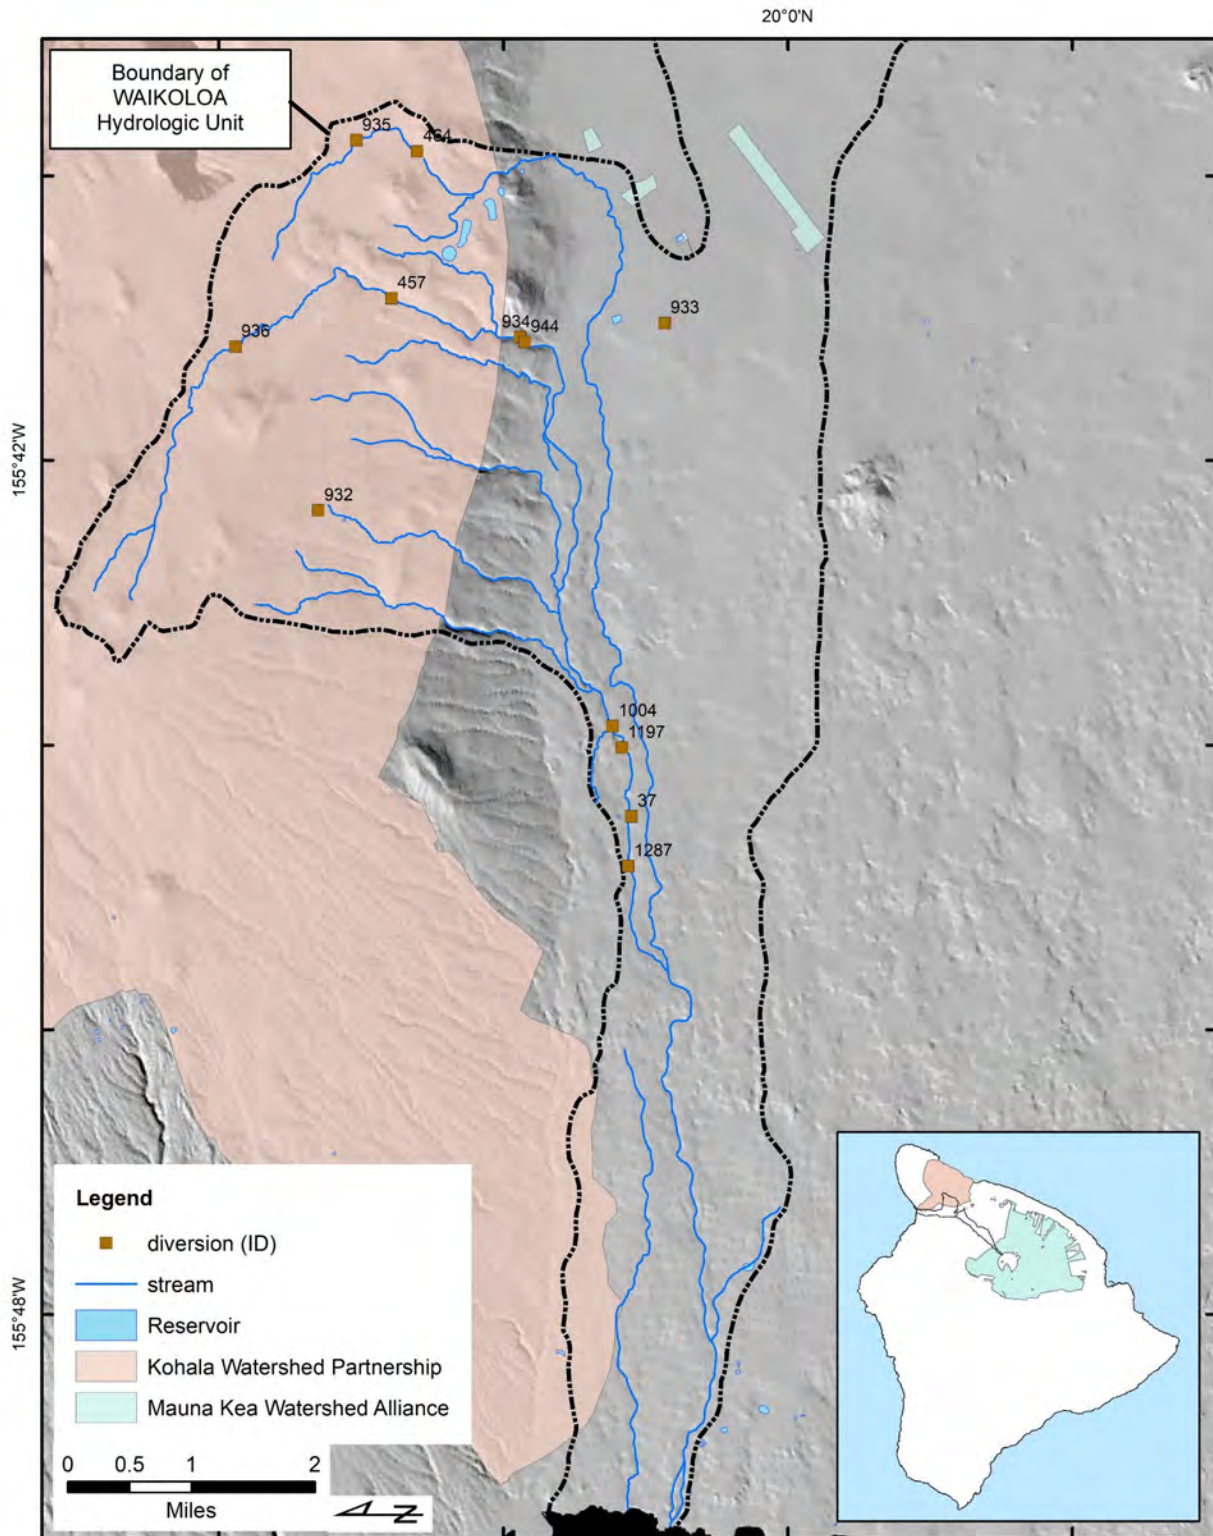 20°0'N
Boundary of
WAIKOLOA
Hydrologic Unit
935
464
457
936
934
944
933
155°42'W
932
1004
1197
37
1287
155°48'W
Legend
diversion (ID)
stream
Reservoir
Kohala Watershed Partnership
Mauna Kea Watershed Alliance
0 0.5 1 2
Miles
N